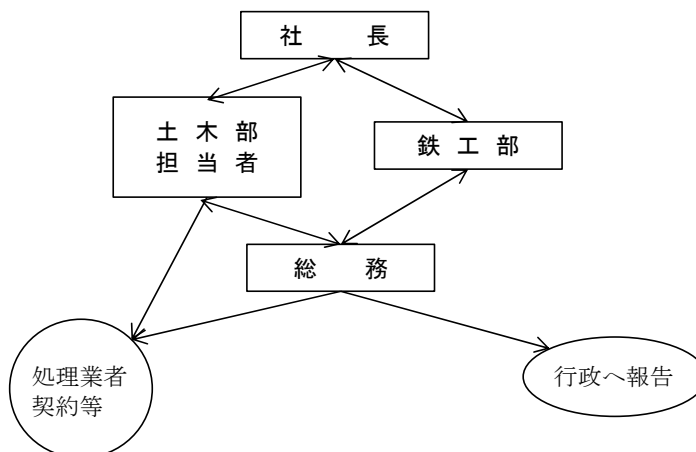 社　　長
土 木 部
担 当 者
鉄 工 部
総　　務
処理業者
契約等
行政へ報告